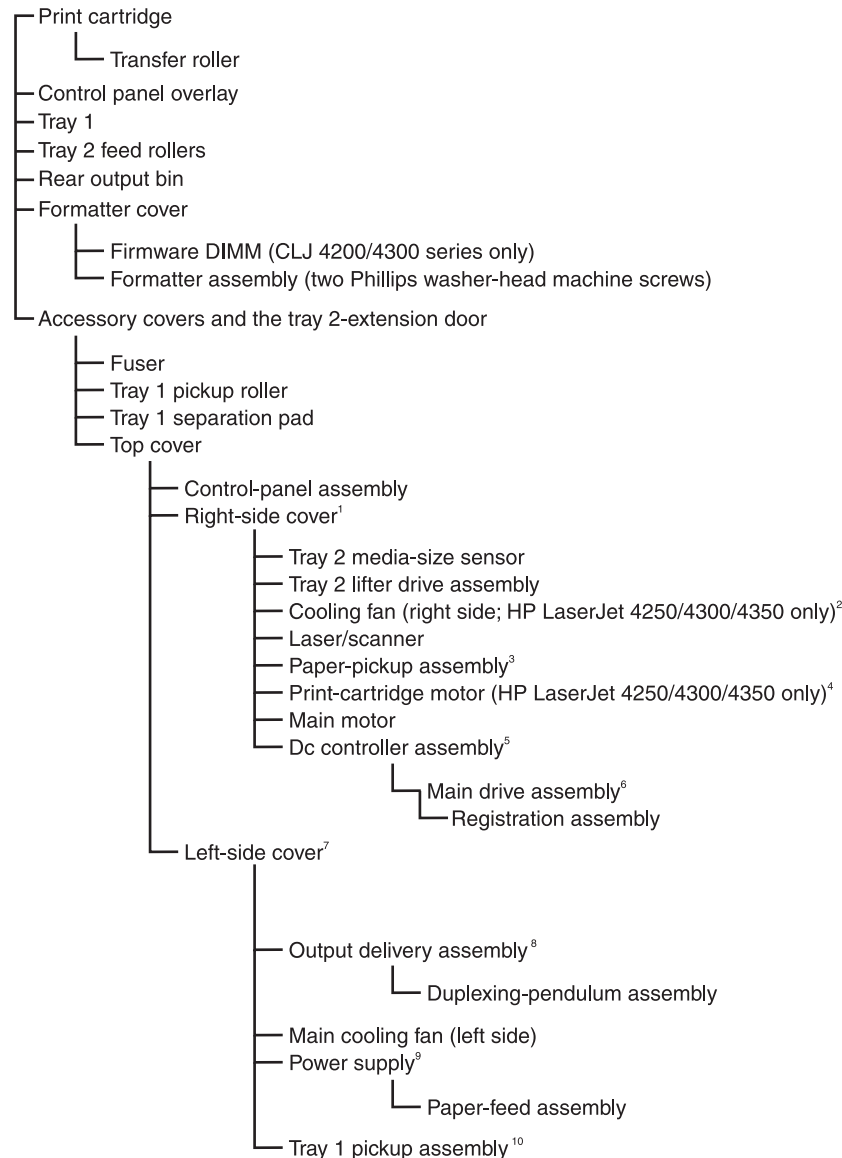 Print cartridge
Transfer roller
Control panel overlay
Tray 1
Tray 2 feed rollers
Rear output bin
Formatter cover
Firmware DIMM (CLJ 4200/4300 series only)
Formatter assembly (two Phillips washer-head machine screws)
Accessory covers and the tray 2-extension door
Fuser
Tray 1 pickup roller
Tray 1 separation pad
Top cover
Control-panel assembly
Right-side cover¹
Tray 2 media-size sensor
Tray 2 lifter drive assembly
Cooling fan (right side; HP LaserJet 4250/4300/4350 only)²
Laser/scanner
Paper-pickup assembly³
Print-cartridge motor (HP LaserJet 4250/4300/4350 only)⁴
Main motor
Dc controller assembly⁵
Main drive assembly⁶
Registration assembly
Left-side cover⁷
Output delivery assembly⁸
Duplexing-pendulum assembly
Main cooling fan (left side)
Power supply⁹
Paper-feed assembly
Tray 1 pickup assembly¹⁰